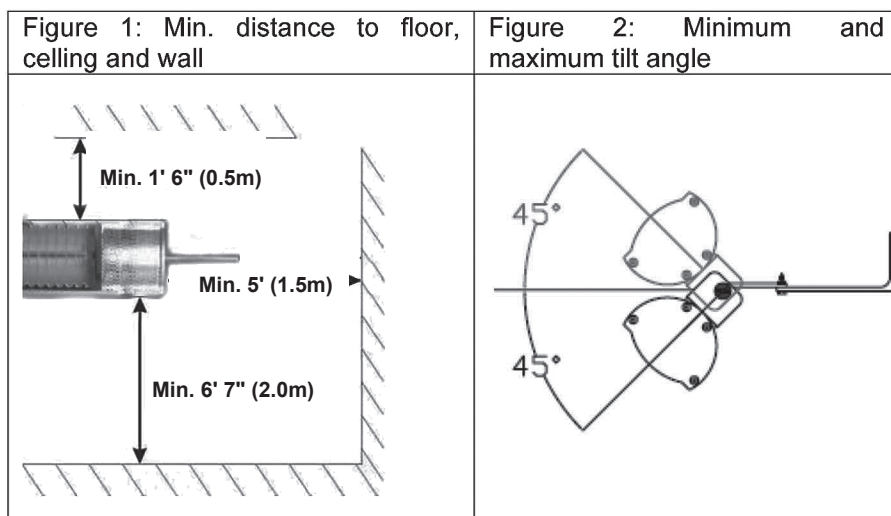 Figure 1: Min. distance to floor,
celling and wall
Figure 2: Minimum and
maximum tilt angle
Min. 1' 6" (0.5m)
Min. 5' (1.5m)
Min. 6' 7" (2.0m)
45°
45°